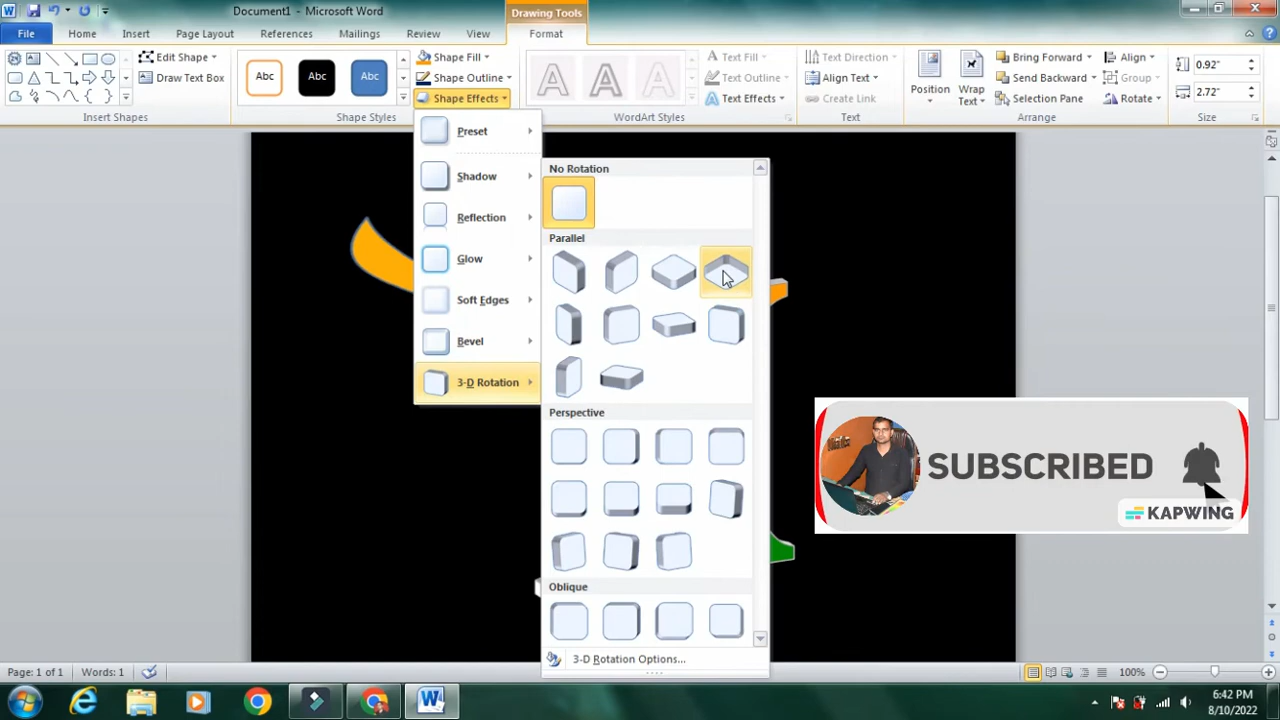 Document1 - Microsoft Word
Drawing Tools
File Home Insert Page Layout References Mailings Review View Format
Edit Shape
Draw Text Box
Insert Shapes
Abc Abc Abc
Shape Fill
Shape Outline
Shape Effects
Shape Styles
Text Fill
Text Outline
Text Effects
WordArt Styles
Text Direction
Align Text
Create Link
Text
Position
Wrap
Text
Bring Forward
Send Backward
Selection Pane
Align
Group
Rotate
Arrange
0.92"
2.72"
Size
Preset
Shadow
Reflection
Glow
Soft Edges
Bevel
3-D Rotation
No Rotation
Parallel
Perspective
Oblique
3-D Rotation Options...
SUBSCRIBED
KAPWING
Page: 1 of 1 Words: 1 100%
6:42 PM
8/10/2022